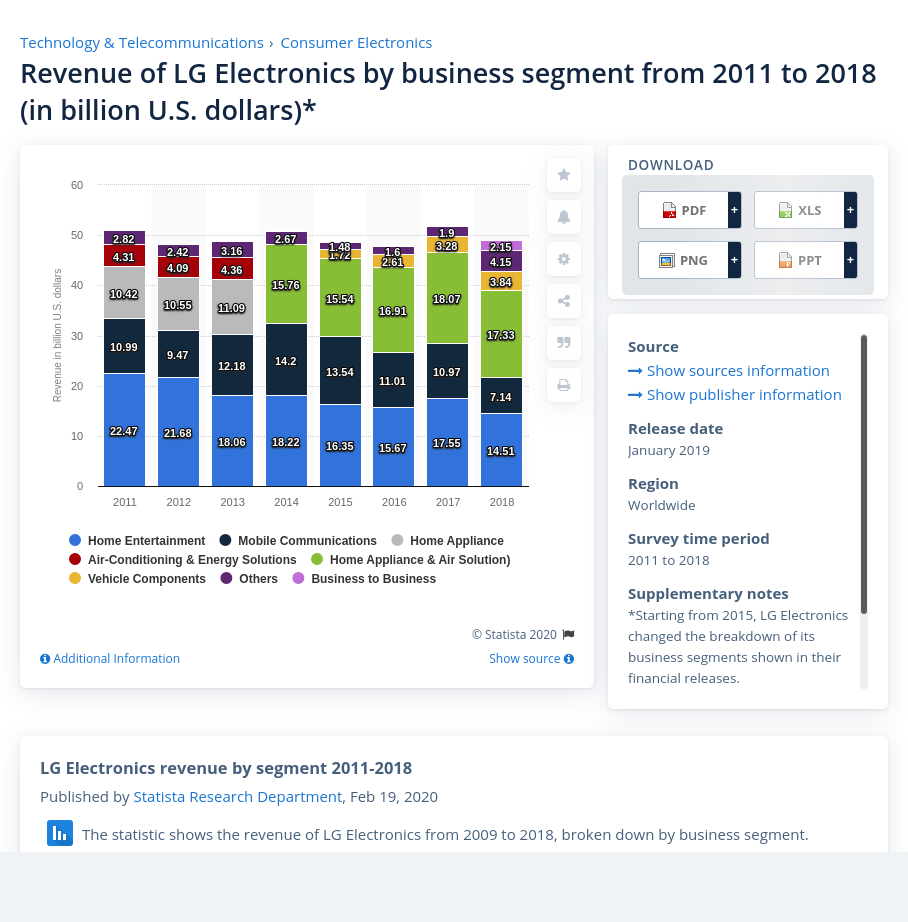 Technology & Telecommunications › Consumer Electronics
Revenue of LG Electronics by business segment from 2011 to 2018
(in billion U.S. dollars)*
Revenue in billion U.S. dollars
60
50
40
30
20
10
0
2.82
4.31
10.42
10.99
22.47
2.42
4.09
10.55
9.47
21.68
3.16
4.36
11.09
12.18
18.06
2.67
15.76
14.2
18.22
1.48
1.72
15.54
13.54
16.35
1.6
2.61
16.91
11.01
15.67
1.9
3.28
18.07
10.97
17.55
2.15
4.15
3.84
17.33
7.14
14.51
2011 2012 2013 2014 2015 2016 2017 2018
Home Entertainment Mobile Communications Home Appliance
Air-Conditioning & Energy Solutions Home Appliance & Air Solution)
Vehicle Components Others Business to Business
© Statista 2020
Additional Information Show source
DOWNLOAD
PDF + XLS +
PNG + PPT +
Source
Show sources information
Show publisher information
Release date
January 2019
Region
Worldwide
Survey time period
2011 to 2018
Supplementary notes
*Starting from 2015, LG Electronics
changed the breakdown of its
business segments shown in their
financial releases.
LG Electronics revenue by segment 2011-2018
Published by Statista Research Department, Feb 19, 2020
The statistic shows the revenue of LG Electronics from 2009 to 2018, broken down by business segment.